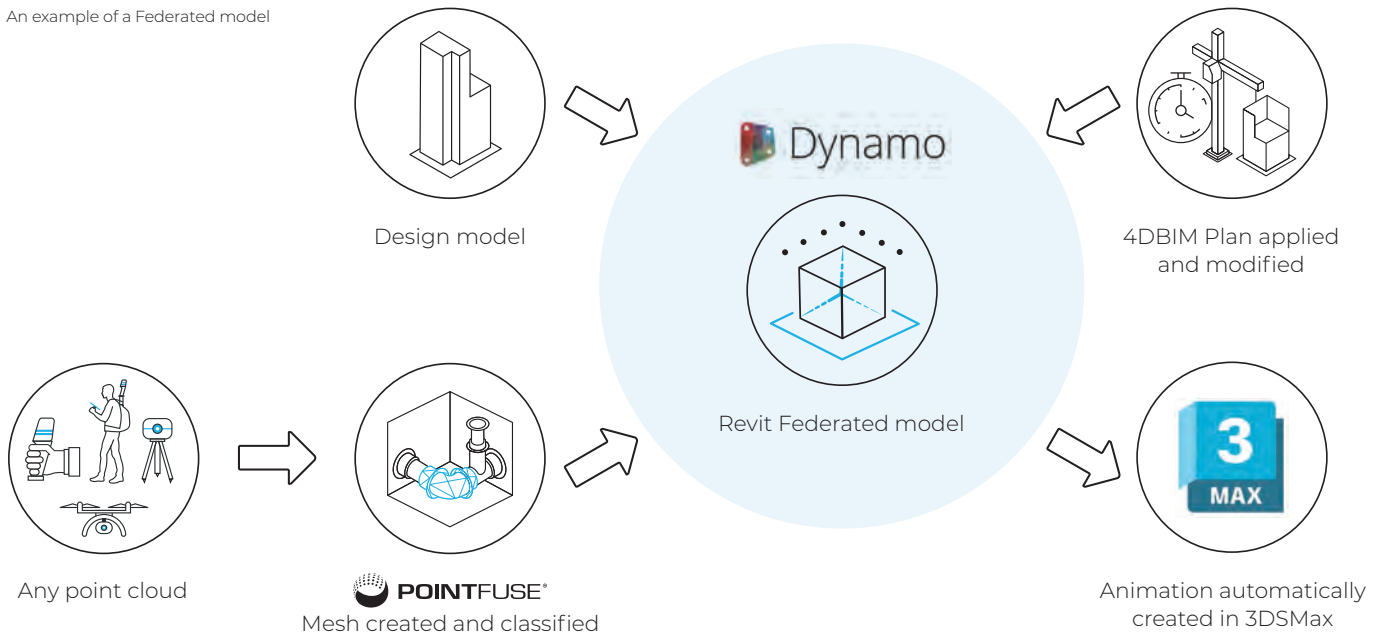 An example of a Federated model
Dynamo
Design model
4DBIM Plan applied
and modified
Revit Federated model
3
MAX
Any point cloud
POINTFUSE®
Mesh created and classified
Animation automatically
created in 3DSMax